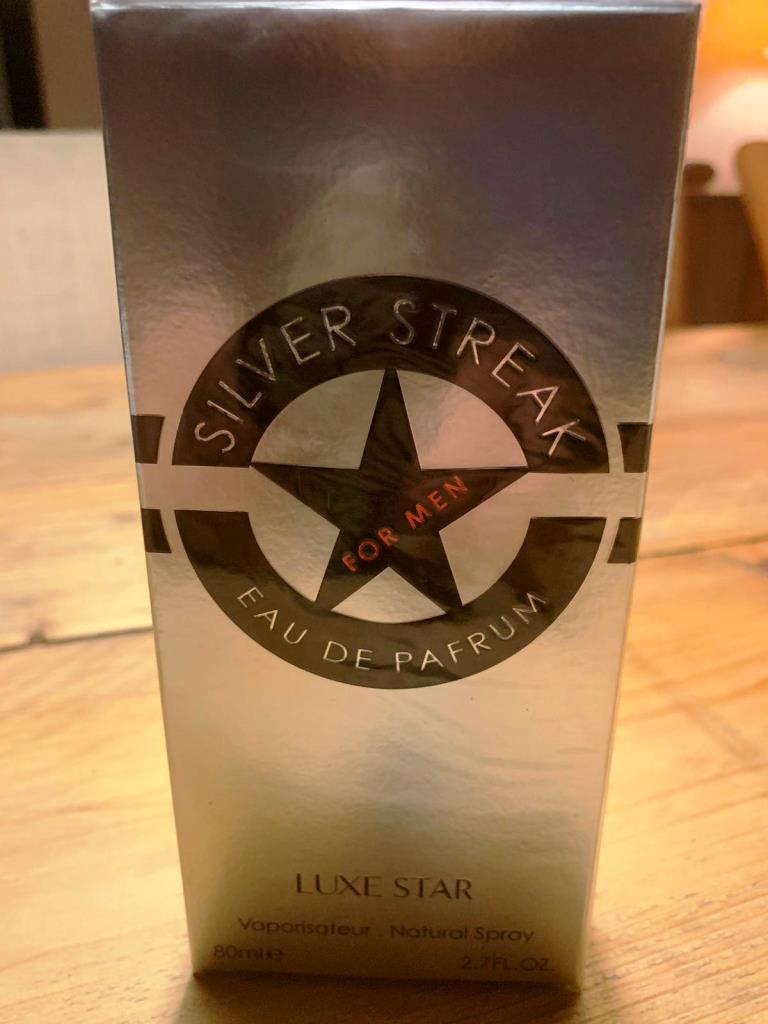 SILVER STREAK
FOR MEN
EAU DE PAFRUM
LUXE STAR
Vaporisateur . Natural Spray
80ml℮ 2.7FL.OZ.